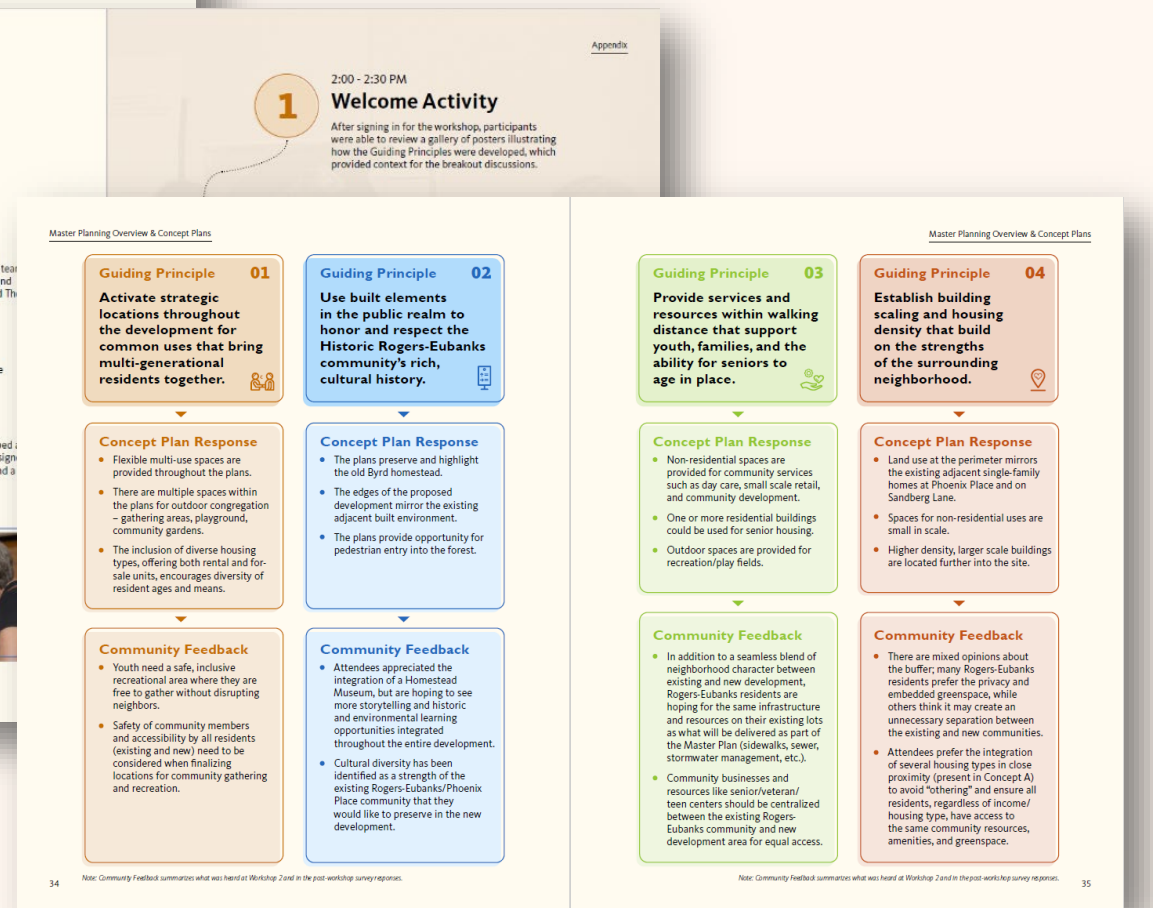 Appendix
1
2:00 - 2:30 PM
Welcome Activity
After signing in for the workshop, participants
were able to review a gallery of posters illustrating
how the Guiding Principles were developed, which
provided context for the breakout discussions.
Master Planning Overview & Concept Plans
Guiding Principle 01
Activate strategic
locations throughout
the development for
common uses that bring
multi-generational
residents together.
Concept Plan Response
• Flexible multi-use spaces are
provided throughout the plans.
• There are multiple spaces within
the plans for outdoor congregation
– gathering areas, playground,
community gardens.
• The inclusion of diverse housing
types, offering both rental and for-
sale units, encourages diversity of
resident ages and means.
Community Feedback
• Youth need a safe, inclusive
recreational area where they are
free to gather without disrupting
neighbors.
• Safety of community members
and accessibility by all residents
(existing and new) need to be
considered when finalizing
locations for community gathering
and recreation.
Guiding Principle 02
Use built elements
in the public realm to
honor and respect the
Historic Rogers-Eubanks
community's rich,
cultural history.
Concept Plan Response
• The plans preserve and highlight
the old Byrd homestead.
• The edges of the proposed
development mirror the existing
adjacent built environment.
• The plans provide opportunity for
pedestrian entry into the forest.
Community Feedback
• Attendees appreciated the
integration of a Homestead
Museum, but are hoping to see
more storytelling and historic
and environmental learning
opportunities integrated
throughout the entire development.
• Cultural diversity has been
identified as a strength of the
existing Rogers-Eubanks/Phoenix
Place community that they
would like to preserve in the new
development.
34
Note: Community Feedback summarizes what was heard at Workshop 2 and in the post-workshop survey responses.
Master Planning Overview & Concept Plans
Guiding Principle 03
Provide services and
resources within walking
distance that support
youth, families, and the
ability for seniors to
age in place.
Concept Plan Response
• Non-residential spaces are
provided for community services
such as day care, small scale retail,
and community development.
• One or more residential buildings
could be used for senior housing.
• Outdoor spaces are provided for
recreation/play fields.
Community Feedback
• In addition to a seamless blend of
neighborhood character between
existing and new development,
Rogers-Eubanks residents are
hoping for the same infrastructure
and resources on their existing lots
as what will be delivered as part of
the Master Plan (sidewalks, sewer,
stormwater management, etc.).
• Community businesses and
resources like senior/veteran/
teen centers should be centralized
between the existing Rogers-
Eubanks community and new
development area for equal access.
Guiding Principle 04
Establish building
scaling and housing
density that build
on the strengths
of the surrounding
neighborhood.
Concept Plan Response
• Land use at the perimeter mirrors
the existing adjacent single-family
homes at Phoenix Place and on
Sandberg Lane.
• Spaces for non-residential uses are
small in scale.
• Higher density, larger scale buildings
are located further into the site.
Community Feedback
• There are mixed opinions about
the buffer; many Rogers-Eubanks
residents prefer the privacy and
embedded greenspace, while
others think it may create an
unnecessary separation between
the existing and new communities.
• Attendees prefer the integration
of several housing types in close
proximity (present in Concept A)
to avoid "othering" and ensure all
residents, regardless of income/
housing type, have access to
the same community resources,
amenities, and greenspace.
Note: Community Feedback summarizes what was heard at Workshop 2 and in the post-workshop survey responses.
35